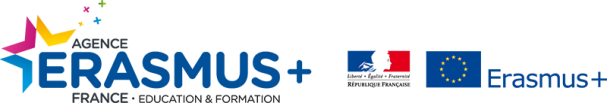 AGENCE
ERASMUS+
FRANCE • EDUCATION & FORMATION
Liberté • Égalité • Fraternité
RÉPUBLIQUE FRANÇAISE
Erasmus+